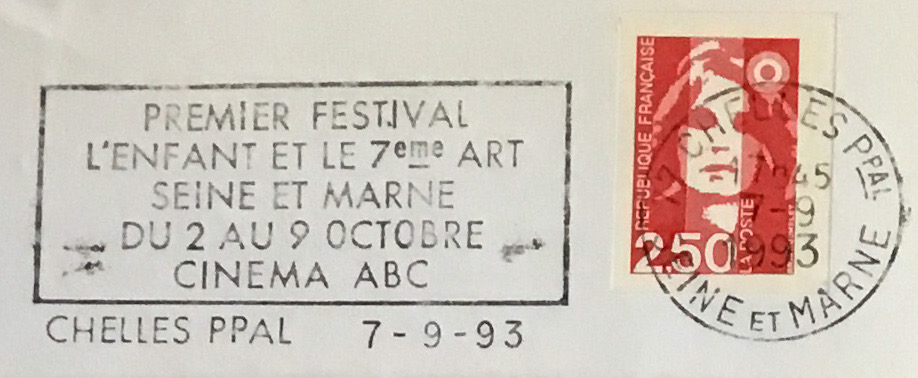 PREMIER FESTIVAL
L'ENFANT ET LE 7eme ART
SEINE ET MARNE
DU 2 AU 9 OCTOBRE
CINEMA ABC
CHELLES PPAL 7-9-93
REPUBLIQUE FRANÇAISE
2,50
LA POSTE
CHELLES PPAL
17H45
7-9
1993
SEINE ET MARNE